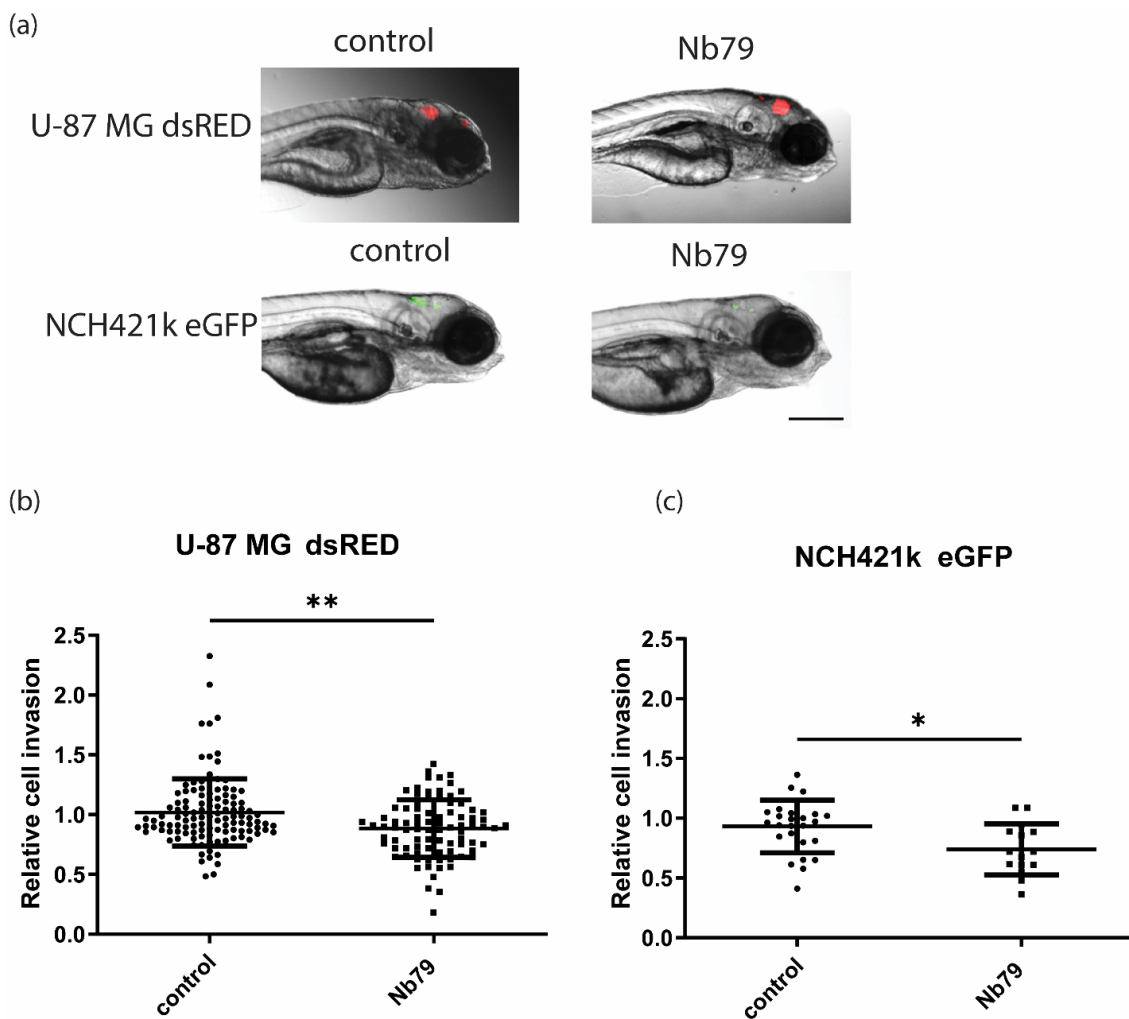 (a)
control
Nb79
U-87 MG dsRED
control
Nb79
NCH421k eGFP
(b)
U-87 MG dsRED
**
Relative cell invasion
2.5
2.0
1.5
1.0
0.5
0.0
control
Nb79
(c)
NCH421k eGFP
*
Relative cell invasion
2.5
2.0
1.5
1.0
0.5
0.0
control
Nb79